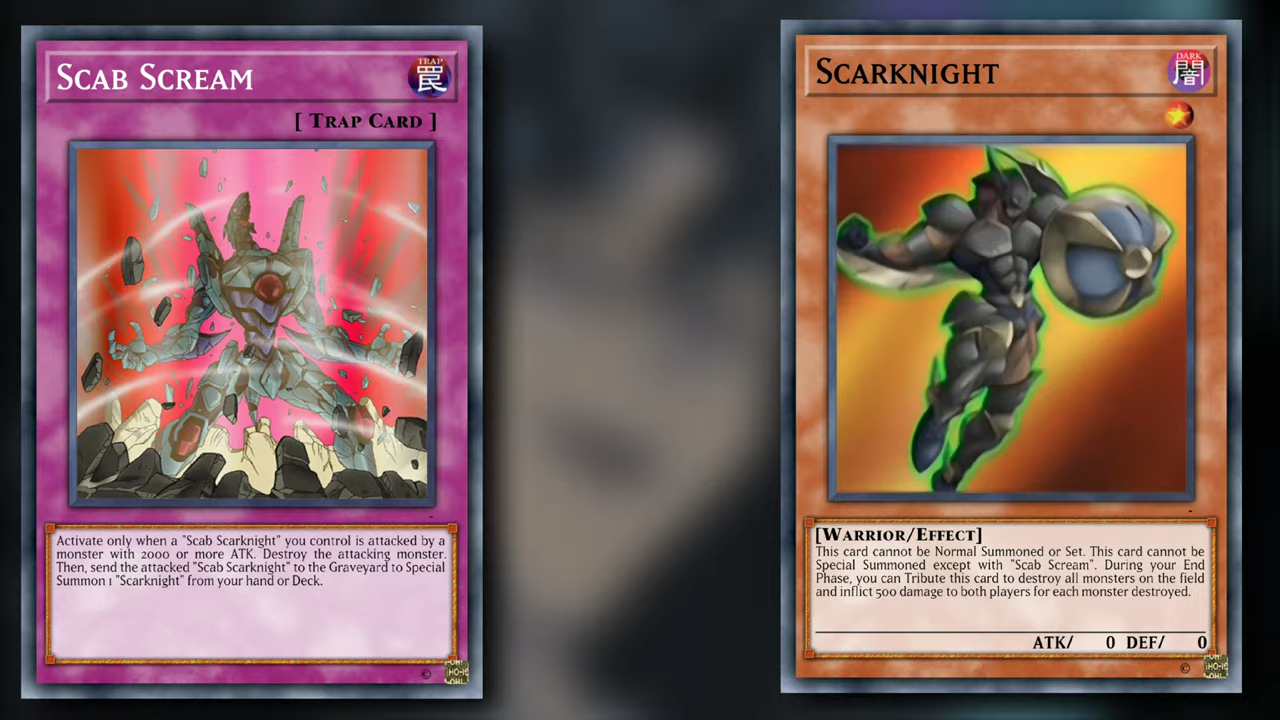 SCAB SCREAM
TRAP
罠
[ TRAP CARD ]
Activate only when a "Scab Scarknight" you control is attacked by a
monster with 2000 or more ATK. Destroy the attacking monster.
Then, send the attacked "Scab Scarknight" to the Graveyard to Special
Summon 1 "Scarknight" from your hand or Deck.
©
SCARKNIGHT
DARK
闇
[WARRIOR/EFFECT]
This card cannot be Normal Summoned or Set. This card cannot be
Special Summoned except with "Scab Scream". During your End
Phase, you can Tribute this card to destroy all monsters on the field
and inflict 500 damage to both players for each monster destroyed.
ATK/ 0 DEF/ 0
©